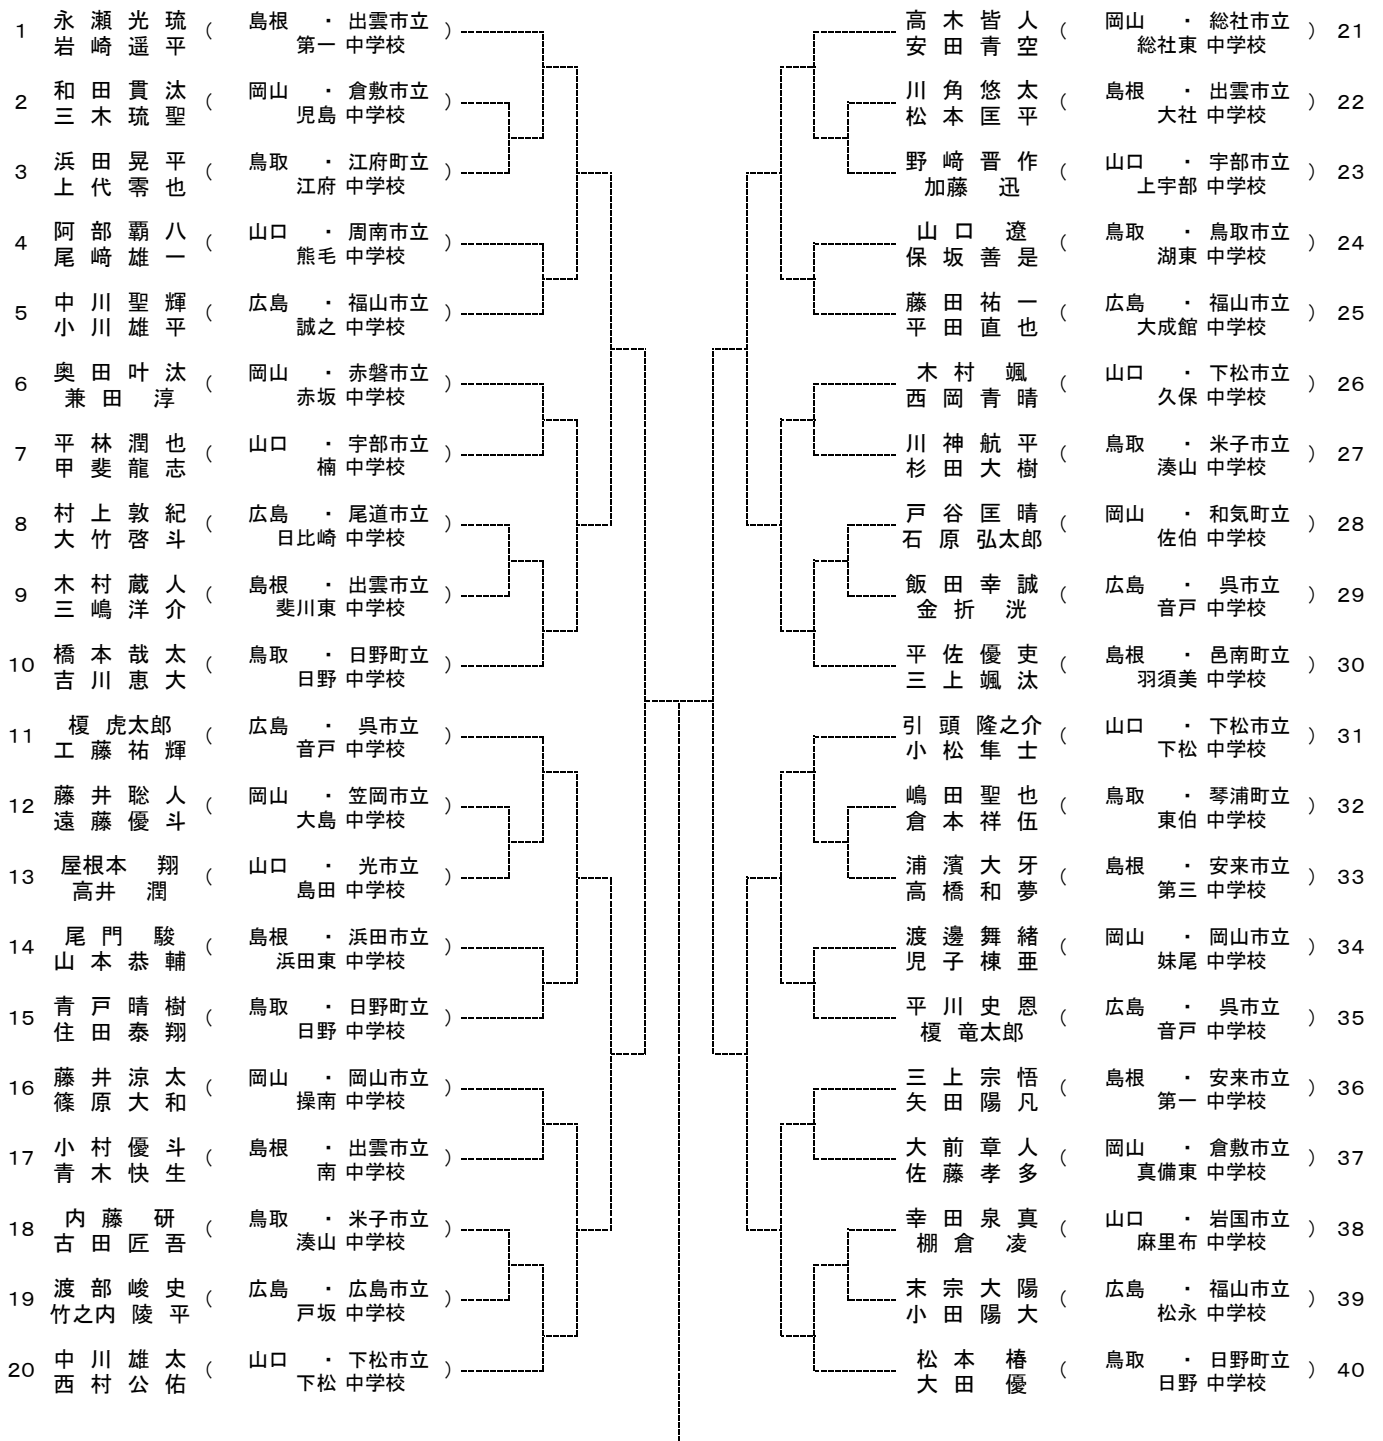 1 永瀬光琉 ( 島根 ・ 出雲市立 )
岩崎遥平 第一 中学校
2 和田貫汰 ( 岡山 ・ 倉敷市立 )
三木琉聖 児島 中学校
3 浜田晃平 ( 鳥取 ・ 江府町立 )
上代零也 江府 中学校
4 阿部覇八 ( 山口 ・ 周南市立 )
尾﨑雄一 熊毛 中学校
5 中川聖輝 ( 広島 ・ 福山市立 )
小川雄平 誠之 中学校
6 奥田叶汰 ( 岡山 ・ 赤磐市立 )
兼田 淳 赤坂 中学校
7 平林潤也 ( 山口 ・ 宇部市立 )
甲斐龍志 楠 中学校
8 村上敦紀 ( 広島 ・ 尾道市立 )
大竹啓斗 日比崎 中学校
9 木村蔵人 ( 島根 ・ 出雲市立 )
三嶋洋介 斐川東 中学校
10 橋本哉太 ( 鳥取 ・ 日野町立 )
吉川恵大 日野 中学校
11 榎 虎太郎 ( 広島 ・ 呉市立 )
工藤祐輝 音戸 中学校
12 藤井聡人 ( 岡山 ・ 笠岡市立 )
遠藤優斗 大島 中学校
13 屋根本 翔 ( 山口 ・ 光市立 )
高井 潤 島田 中学校
14 尾門 駿 ( 島根 ・ 浜田市立 )
山本恭輔 浜田東 中学校
15 青戸晴樹 ( 鳥取 ・ 日野町立 )
住田泰翔 日野 中学校
16 藤井涼太 ( 岡山 ・ 岡山市立 )
篠原大和 操南 中学校
17 小村優斗 ( 島根 ・ 出雲市立 )
青木快生 南 中学校
18 内藤 研 ( 鳥取 ・ 米子市立 )
古田匠吾 湊山 中学校
19 渡部峻史 ( 広島 ・ 広島市立 )
竹之内陵平 戸坂 中学校
20 中川雄太 ( 山口 ・ 下松市立 )
西村公佑 下松 中学校
高木皆人 ( 岡山 ・ 総社市立 ) 21
安田青空 総社東 中学校
川角悠太 ( 島根 ・ 出雲市立 ) 22
松本匡平 大社 中学校
野﨑晋作 ( 山口 ・ 宇部市立 ) 23
加藤 迅 上宇部 中学校
山口 遼 ( 鳥取 ・ 鳥取市立 ) 24
保坂善是 湖東 中学校
藤田祐一 ( 広島 ・ 福山市立 ) 25
平田直也 大成館 中学校
木村 颯 ( 山口 ・ 下松市立 ) 26
西岡青晴 久保 中学校
川神航平 ( 鳥取 ・ 米子市立 ) 27
杉田大樹 湊山 中学校
戸谷匡晴 ( 岡山 ・ 和気町立 ) 28
石原弘太郎 佐伯 中学校
飯田幸誠 ( 広島 ・ 呉市立 ) 29
金折 洸 音戸 中学校
平佐優吏 ( 島根 ・ 邑南町立 ) 30
三上颯汰 羽須美 中学校
引頭隆之介 ( 山口 ・ 下松市立 ) 31
小松隼士 下松 中学校
嶋田聖也 ( 鳥取 ・ 琴浦町立 ) 32
倉本祥伍 東伯 中学校
浦濱大牙 ( 島根 ・ 安来市立 ) 33
高橋和夢 第三 中学校
渡邊舞緒 ( 岡山 ・ 岡山市立 ) 34
児子棟亜 妹尾 中学校
平川史恩 ( 広島 ・ 呉市立 ) 35
榎 竜太郎 音戸 中学校
三上宗悟 ( 島根 ・ 安来市立 ) 36
矢田陽凡 第一 中学校
大前章人 ( 岡山 ・ 倉敷市立 ) 37
佐藤孝多 真備東 中学校
幸田泉真 ( 山口 ・ 岩国市立 ) 38
棚倉 凌 麻里布 中学校
末宗大陽 ( 広島 ・ 福山市立 ) 39
小田陽大 松永 中学校
松本 椿 ( 鳥取 ・ 日野町立 ) 40
大田 優 日野 中学校